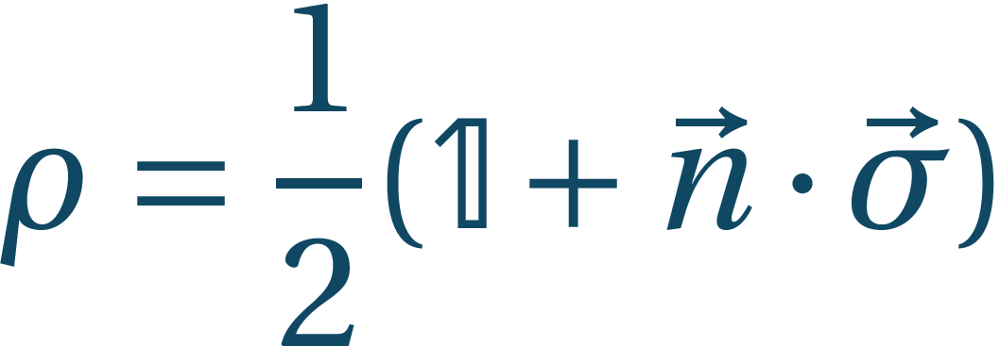 ρ = 1/2 (𝟙 + n⃗ · σ⃗)